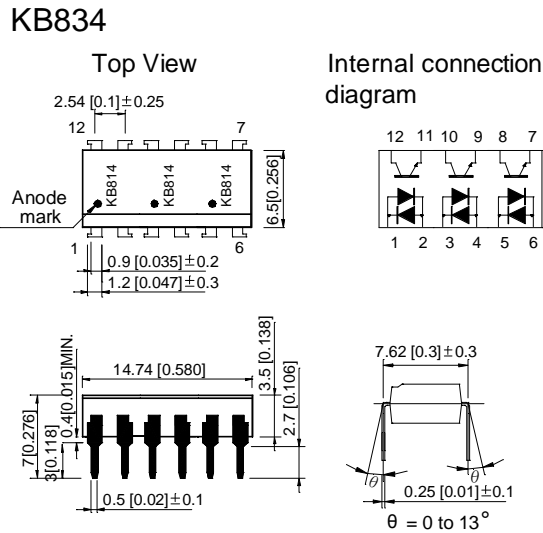 KB834
Top View
Internal connection
diagram
2.54 [0.1]±0.25
12
7
KB814
KB814
KB814
Anode
mark
6.5[0.256]
1
6
0.9 [0.035]±0.2
1.2 [0.047]±0.3
12 11 10 9 8 7
1 2 3 4 5 6
14.74 [0.580]
3.5 [0.138]
2.7 [0.106]
0.4[0.015]MIN.
7[0.276]
3[0.118]
0.5 [0.02]±0.1
7.62 [0.3]±0.3
θ
θ
0.25 [0.01]±0.1
θ = 0 to 13°